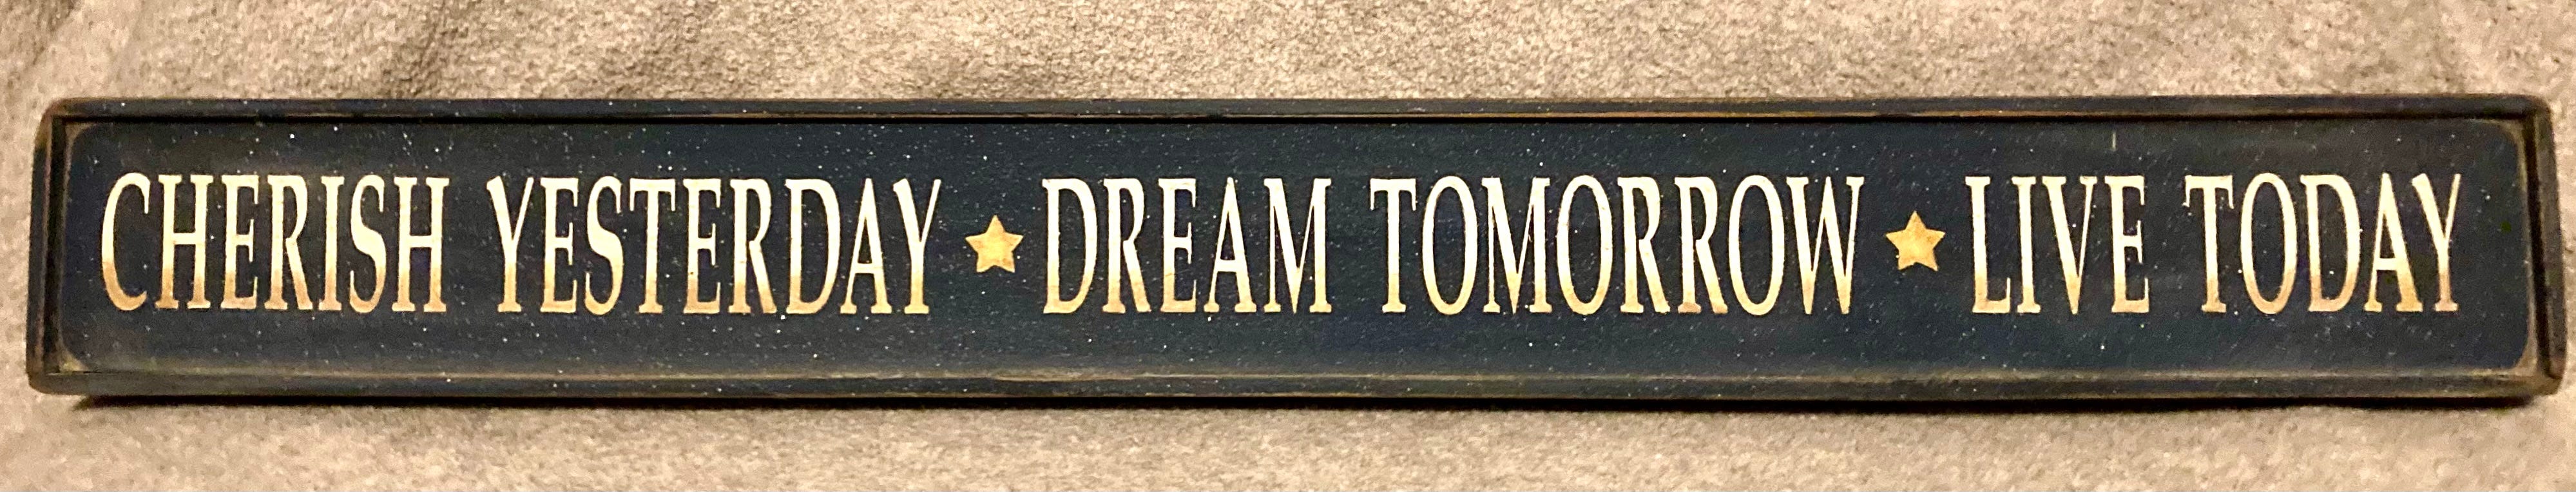 CHERISH YESTERDAY ★ DREAM TOMORROW ★ LIVE TODAY